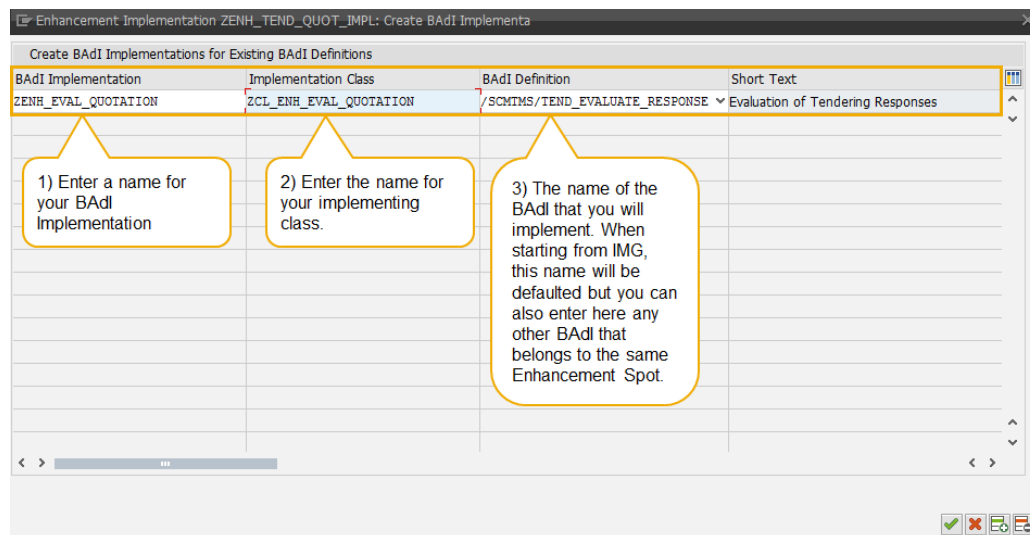 Enhancement Implementation ZENH_TEND_QUOT_IMPL: Create BAdI Implementa
Create BAdI Implementations for Existing BAdI Definitions
BAdI Implementation Implementation Class BAdI Definition Short Text
ZENH_EVAL_QUOTATION ZCL_ENH_EVAL_QUOTATION /SCMTMS/TEND_EVALUATE_RESPONSE Evaluation of Tendering Responses
1) Enter a name for
your BAdI
Implementation
2) Enter the name for
your implementing
class.
3) The name of the
BAdI that you will
implement. When
starting from IMG,
this name will be
defaulted but you can
also enter here any
other BAdI that
belongs to the same
Enhancement Spot.